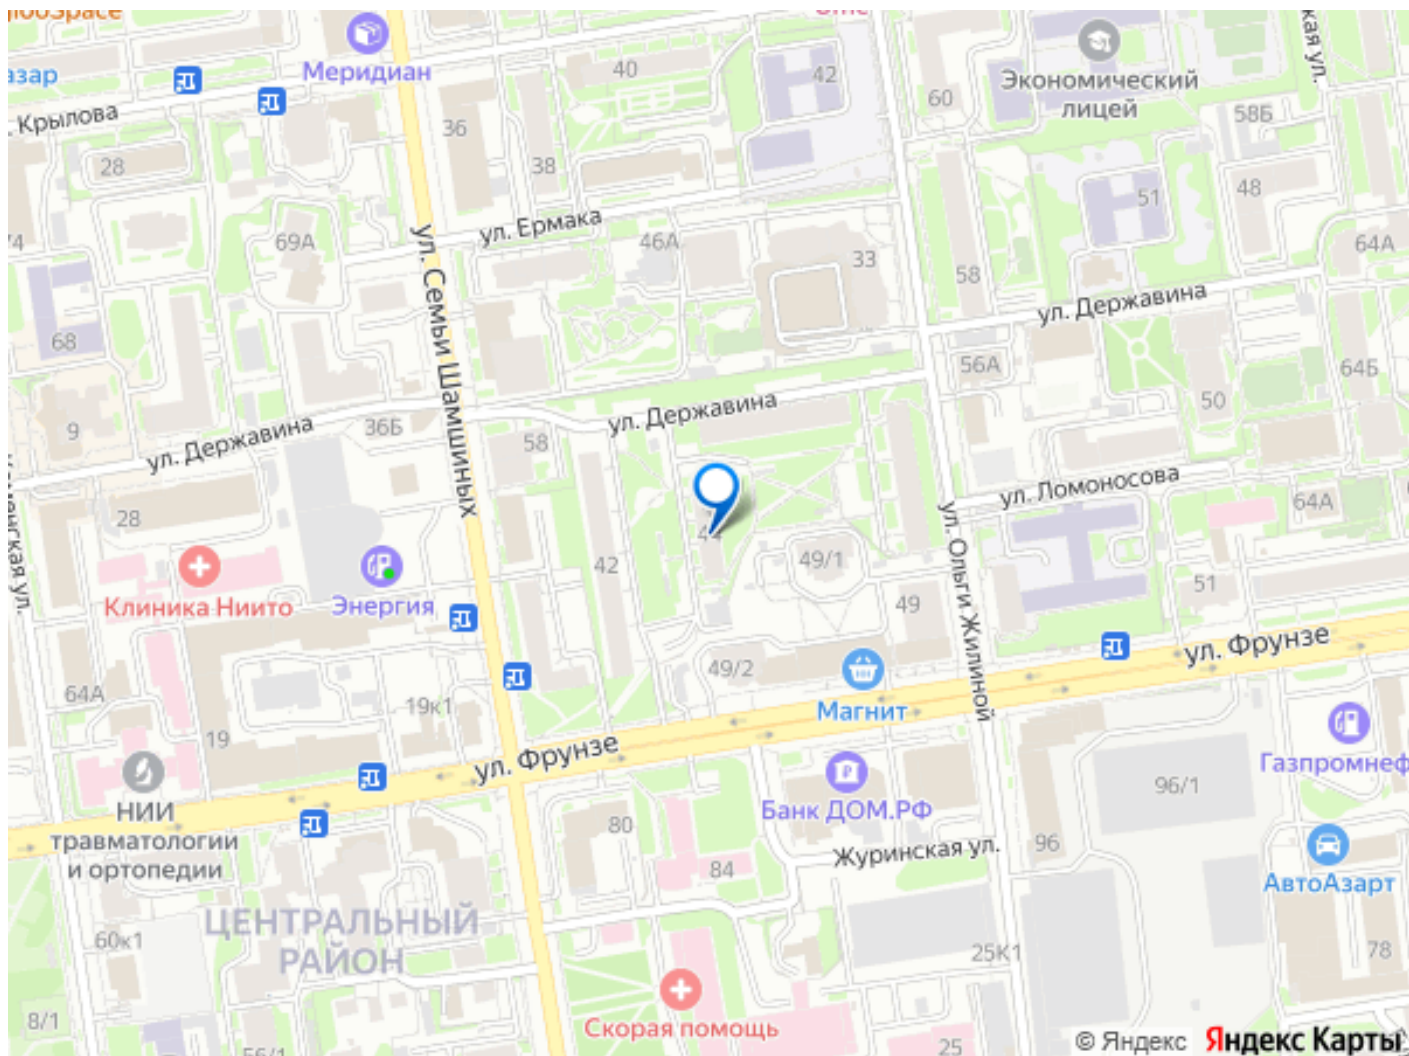 Меридиан
азар
40
42
60
Экономический
лицей
58Б
ул.
Крылова
36
28
38
51
48
ул. Ермака
69А
46А
33
64А
58
ул. Семьи Шамшиных
ул. Державина
68
56А
64Б
50
9
ул. Державина
36Б
58
ул. Державина
ул. Ломоносова
64А
28
42
49/1
ул. Ольги Жилиной
Клиника Ниито
Энергия
49
51
ул. Фрунзе
64А
19к1
49/2
Магнит
19
ул. Фрунзе
Газпромнеф
НИИ
травматологии
и ортопедии
Банк ДОМ.РФ
96/1
80
84
Журинская ул.
96
АвтоАзарт
ЦЕНТРАЛЬНЫЙ
РАЙОН
60к1
25К1
78
8/1
Скорая помощь
56/1
25
© Яндекс Яндекс Карты